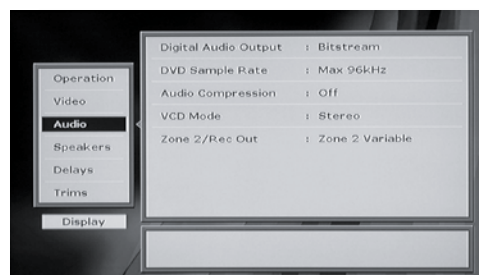 Operation
Video
Audio
Speakers
Delays
Trims
Display
Digital Audio Output : Bitstream
DVD Sample Rate : Max 96kHz
Audio Compression : Off
VCD Mode : Stereo
Zone 2/Rec Out : Zone 2 Variable